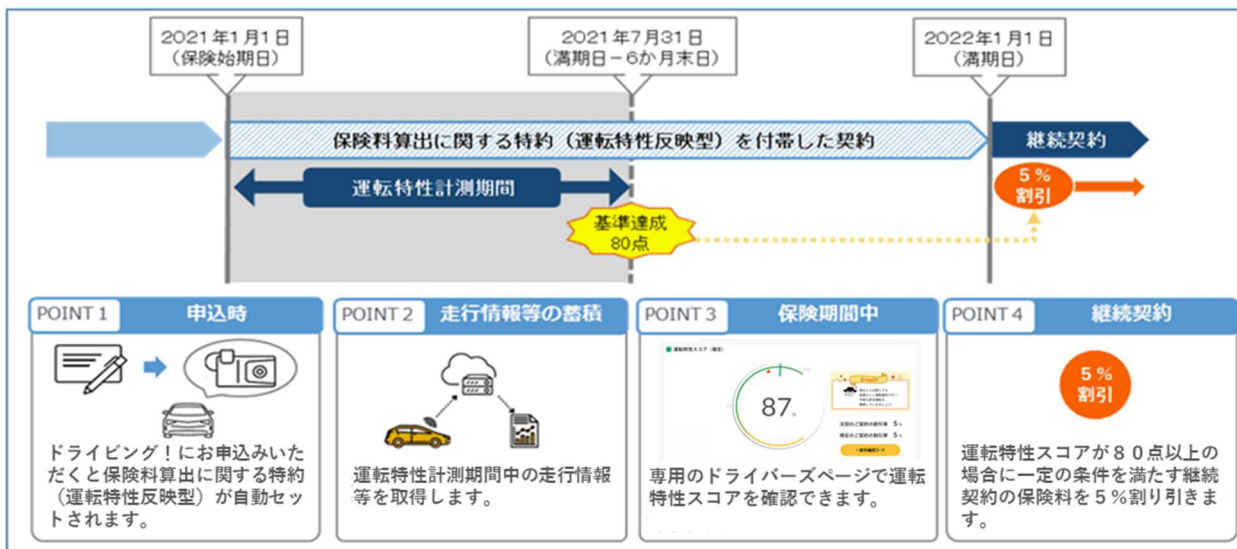 2021年1月1日
（保険始期日）
2021年7月31日
（満期日－6か月末日）
2022年1月1日
（満期日）
保険料算出に関する特約（運転特性反映型）を付帯した契約
継続契約
運転特性計測期間
5％
割引
基準達成
80点
POINT 1 申込時
ドライビング！にお申込みいた
だくと保険料算出に関する特約
（運転特性反映型）が自動セッ
トされます。
POINT 2 走行情報等の蓄積
運転特性計測期間中の走行情報
等を取得します。
POINT 3 保険期間中
運転特性スコア（確定）
87
専用のドライバーズページで運転
特性スコアを確認できます。
POINT 4 継続契約
5％
割引
運転特性スコアが８０点以上の
場合に一定の条件を満たす継続
契約の保険料を５％割り引きま
す。